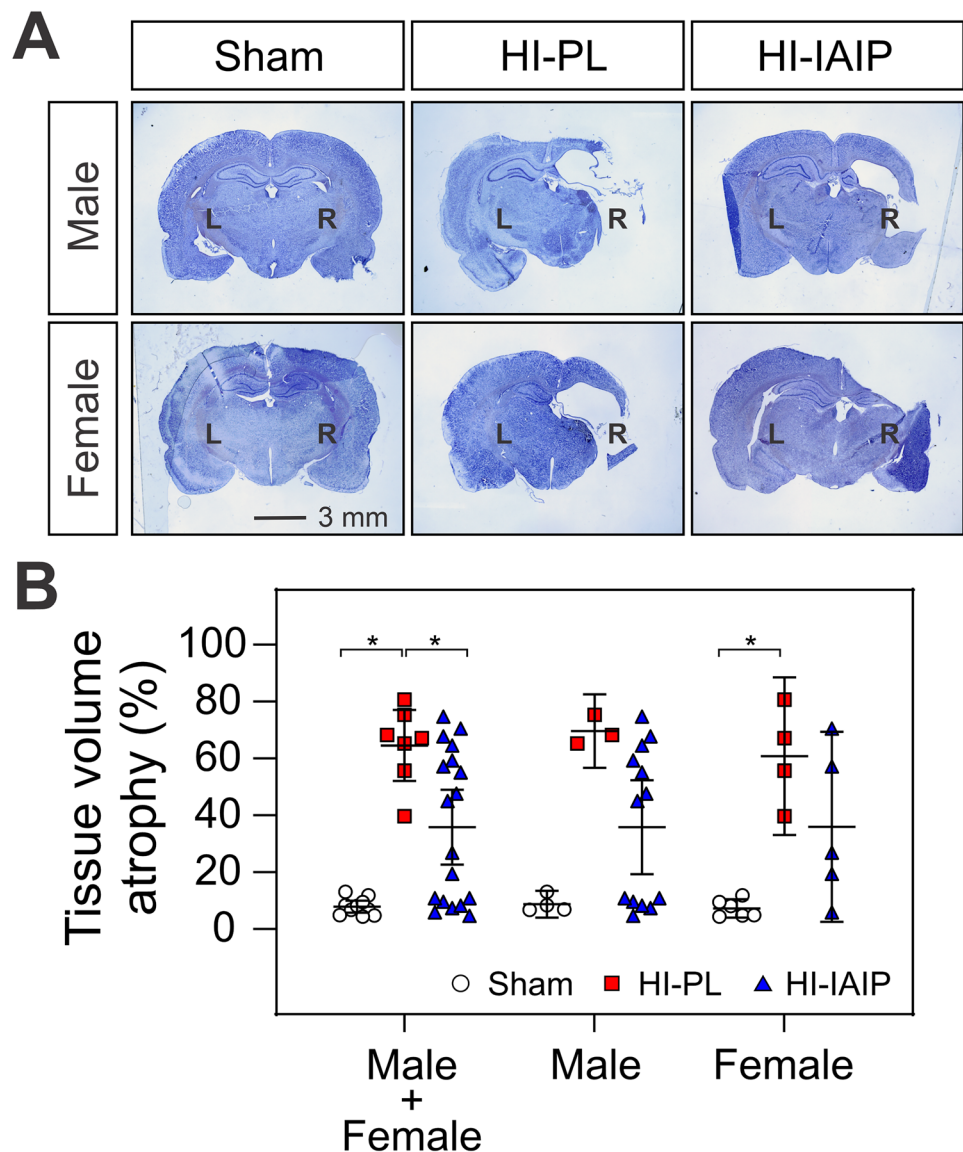 A
Sham
HI-PL
HI-IAIP
Male
L
R
L
R
L
R
Female
L
R
L
R
L
R
3 mm
B
Tissue volume
atrophy (%)
100
80
60
40
20
0
*
*
*
Sham
HI-PL
HI-IAIP
Male
+
Female
Male
Female